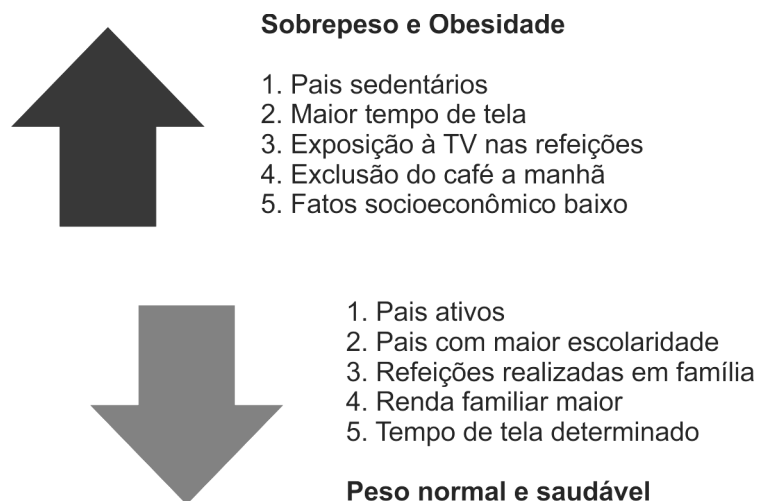 Sobrepeso e Obesidade
1. Pais sedentários
2. Maior tempo de tela
3. Exposição à TV nas refeições
4. Exclusão do café a manhã
5. Fatos socioeconômico baixo
1. Pais ativos
2. Pais com maior escolaridade
3. Refeições realizadas em família
4. Renda familiar maior
5. Tempo de tela determinado
Peso normal e saudável